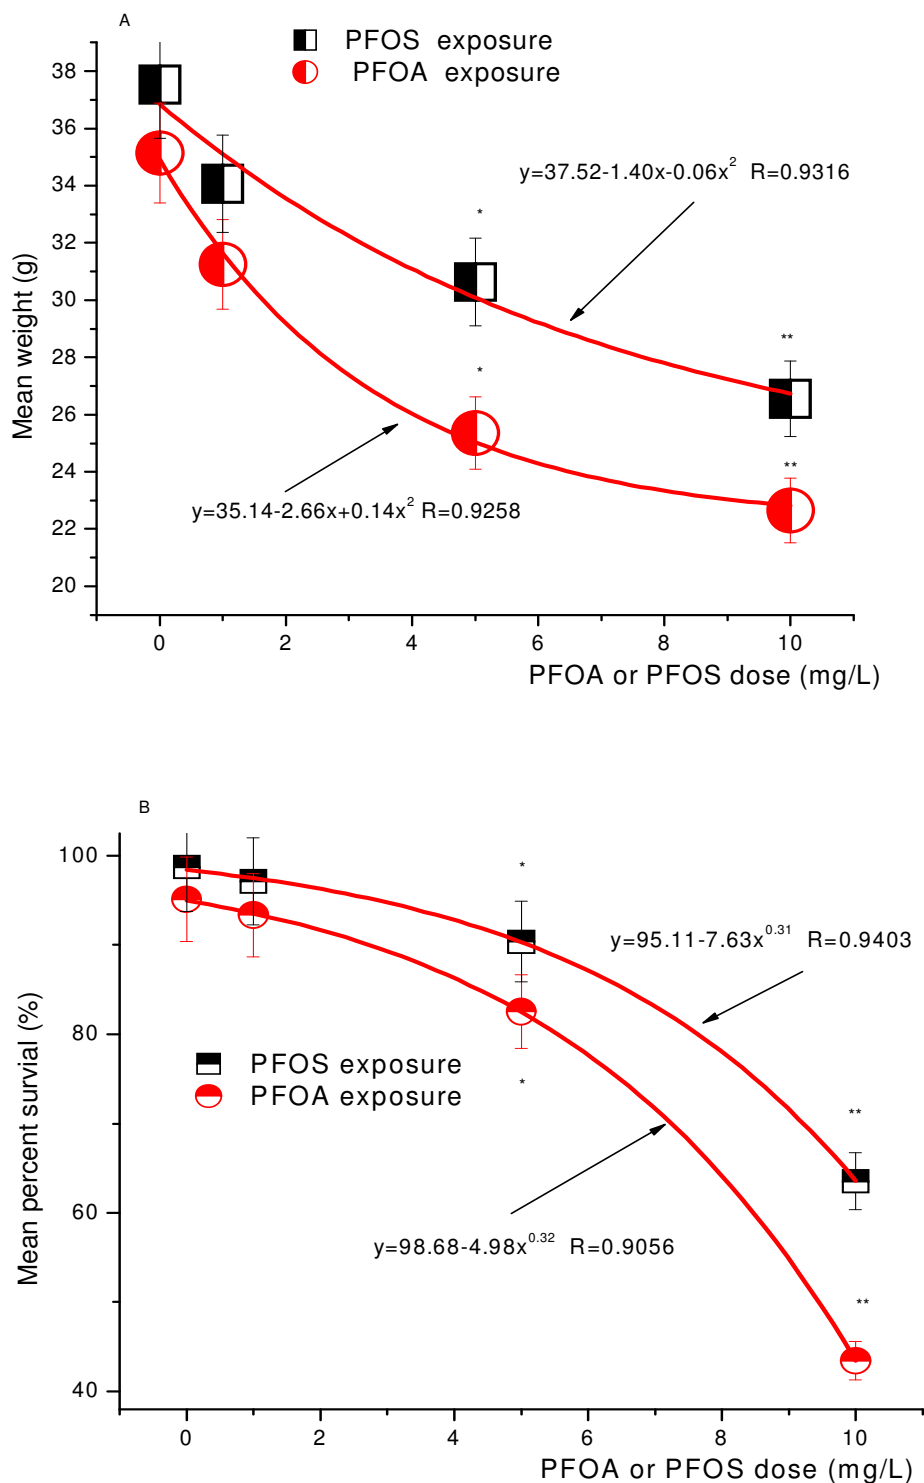 A
PFOS exposure
PFOA exposure
38
36
34
32
30
28
26
24
22
20
Mean weight (g)
y=37.52-1.40x-0.06x² R=0.9316
*
*
**
**
y=35.14-2.66x+0.14x² R=0.9258
0 2 4 6 8 10
PFOA or PFOS dose (mg/L)
B
100
80
60
40
Mean percent survial (%)
*
y=95.11-7.63x^0.31 R=0.9403
PFOS exposure
PFOA exposure
*
**
y=98.68-4.98x^0.32 R=0.9056
**
0 2 4 6 8 10
PFOA or PFOS dose (mg/L)